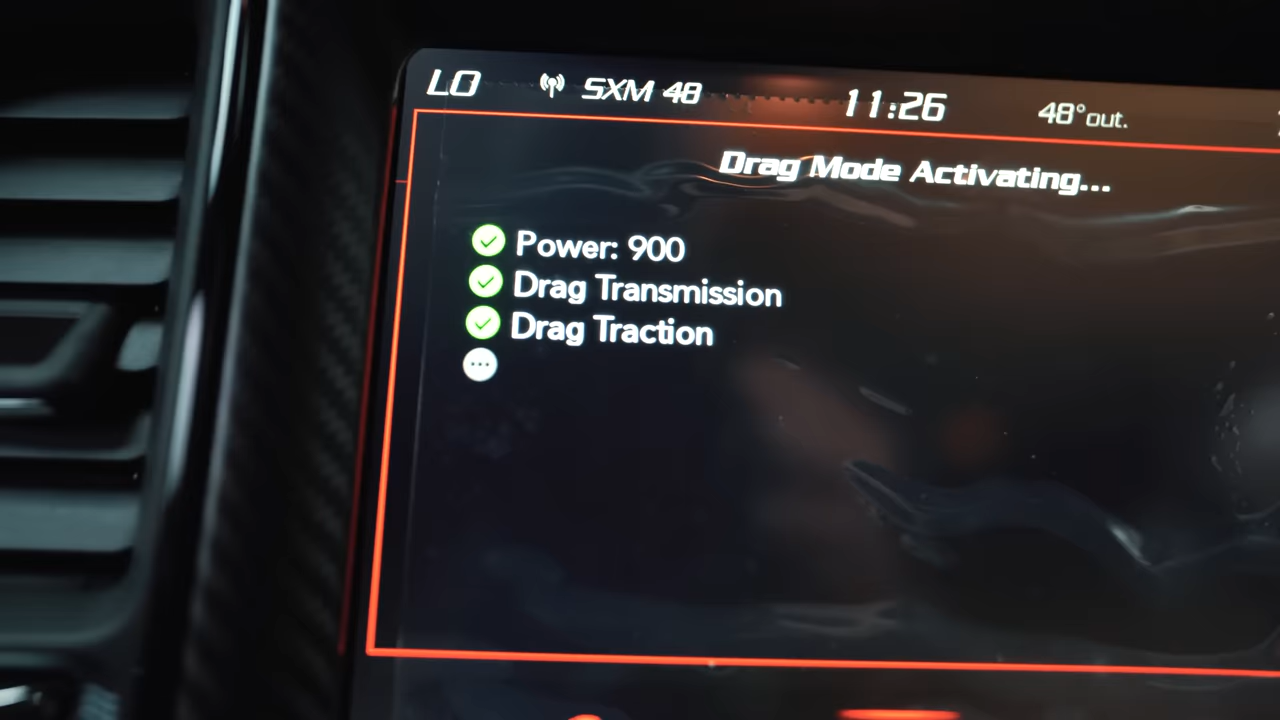 LO SXM 48 11:26 48°out.
Drag Mode Activating...
Power: 900
Drag Transmission
Drag Traction